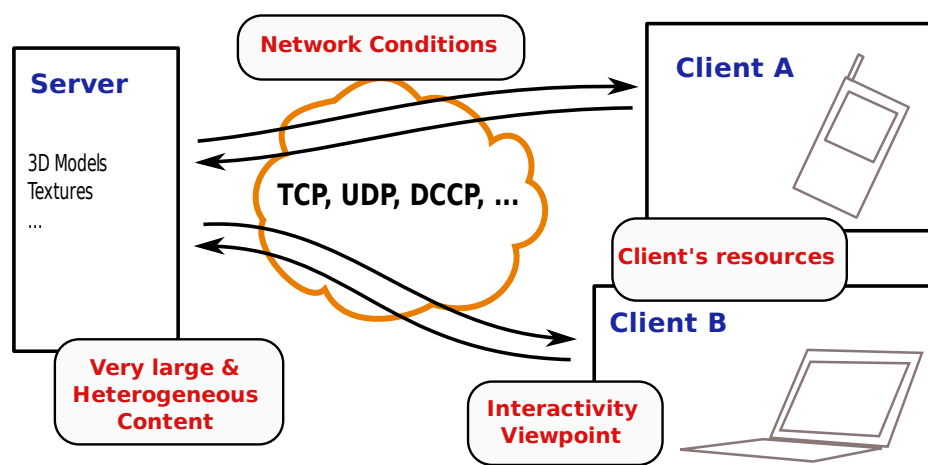 Network Conditions
Server
Client A
3D Models
Textures
...
TCP, UDP, DCCP, ...
Client's resources
Client B
Very large &
Heterogeneous
Content
Interactivity
Viewpoint